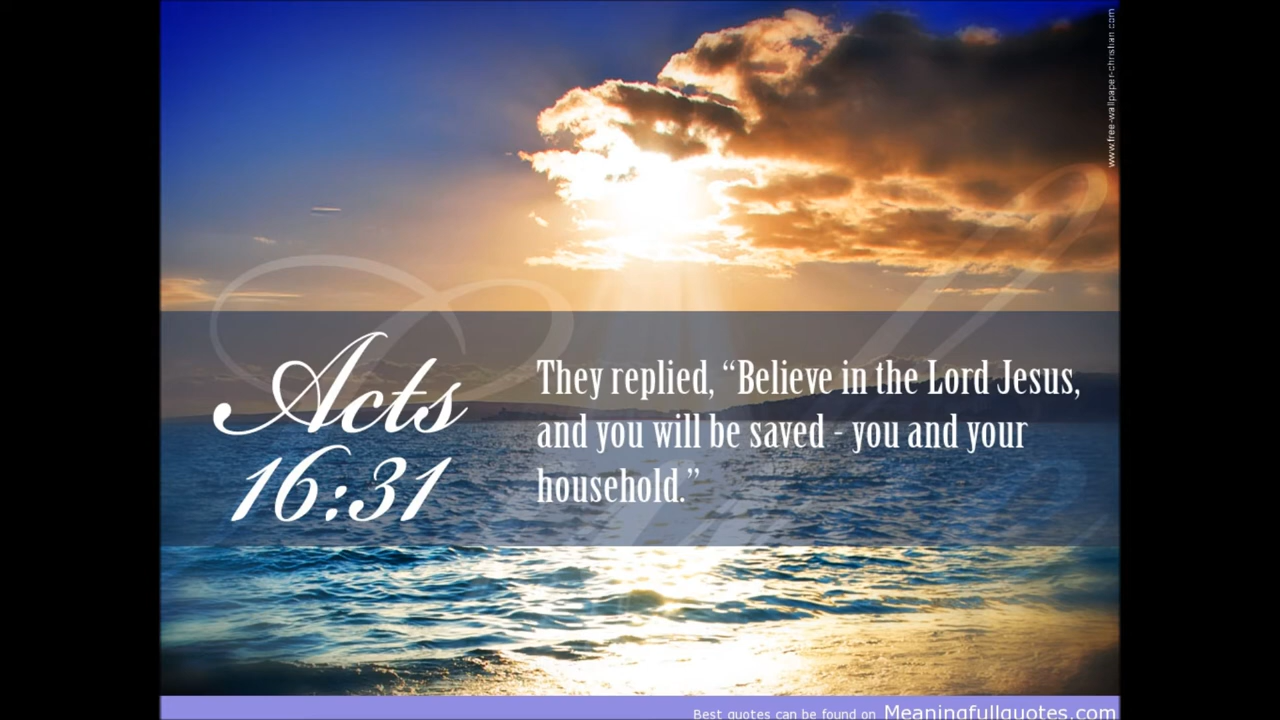 www.free-wallpaper-christian.com
Acts
16:31
They replied, “Believe in the Lord Jesus,
and you will be saved - you and your
household.”
Best quotes can be found on Meaningfullquotes.com